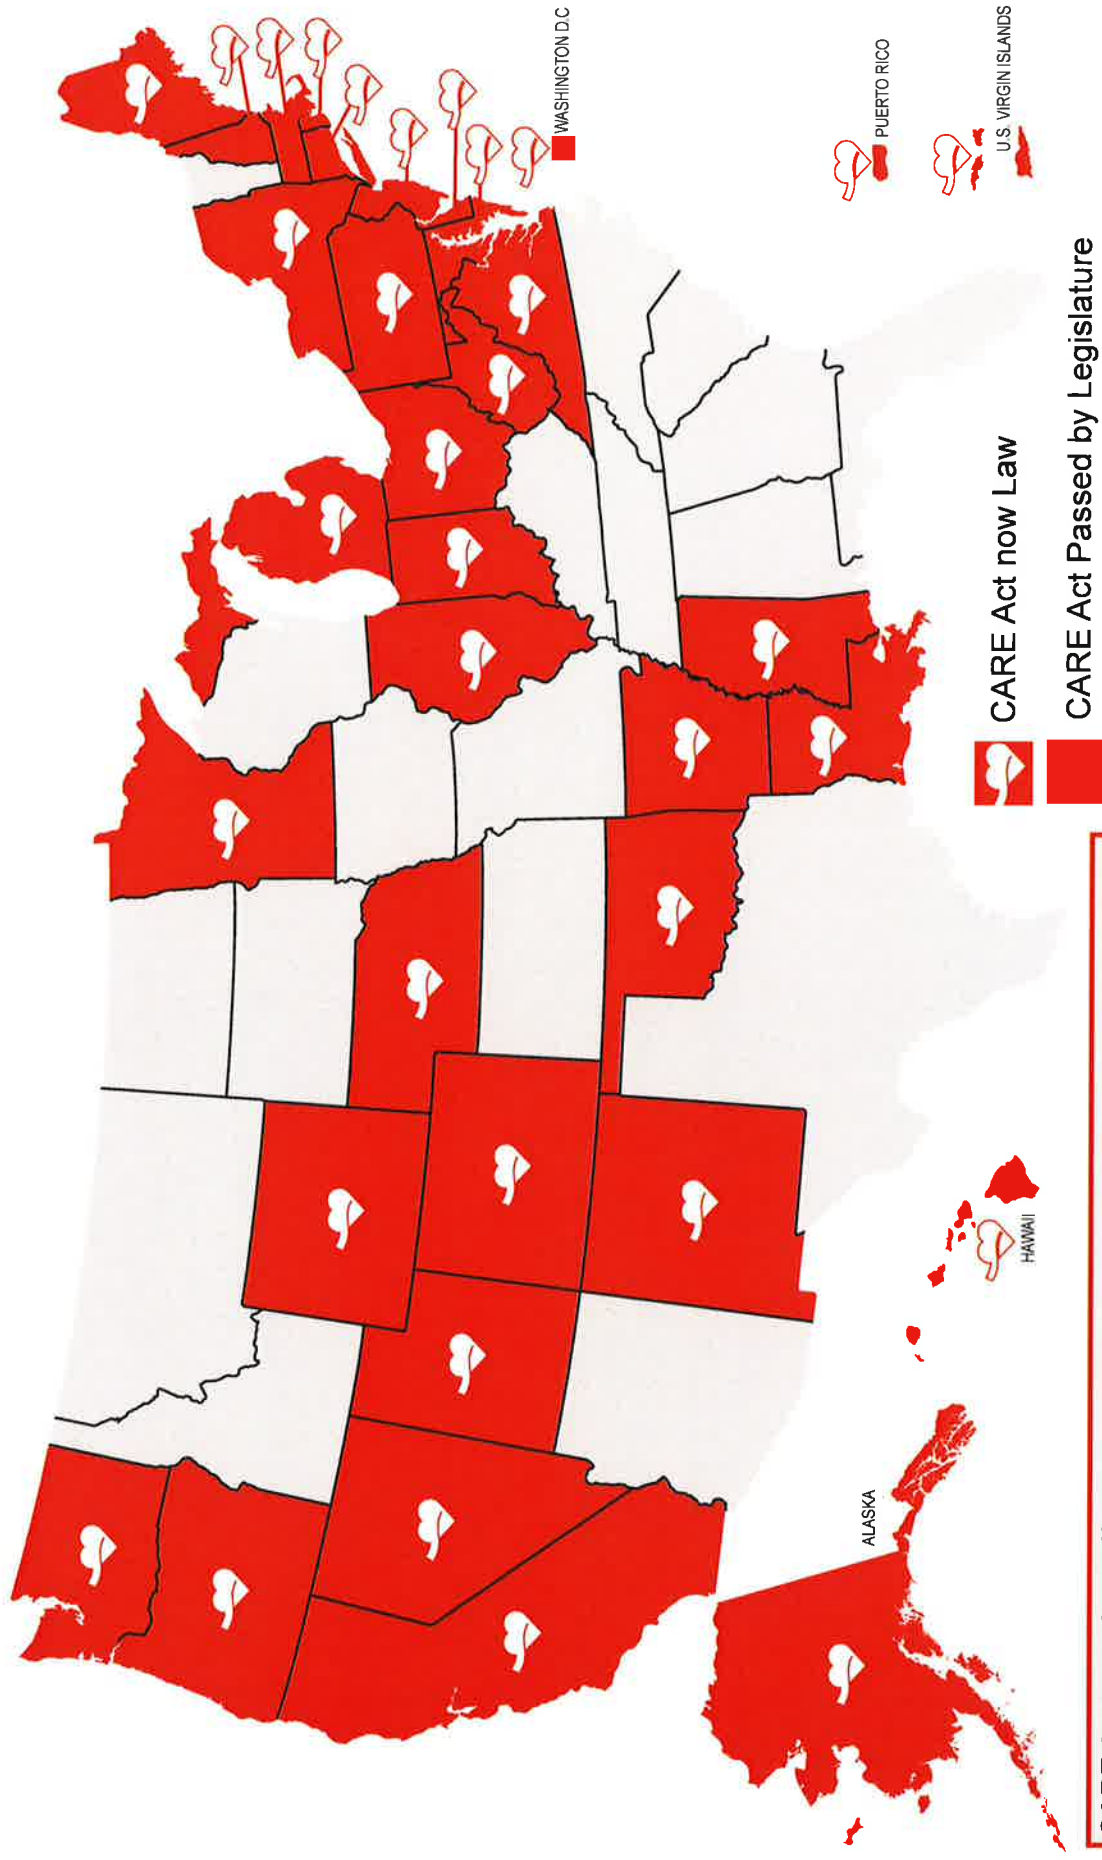 WASHINGTON D.C
PUERTO RICO
U.S. VIRGIN ISLANDS
ALASKA
HAWAII
CARE Act now Law
CARE Act Passed by Legislature